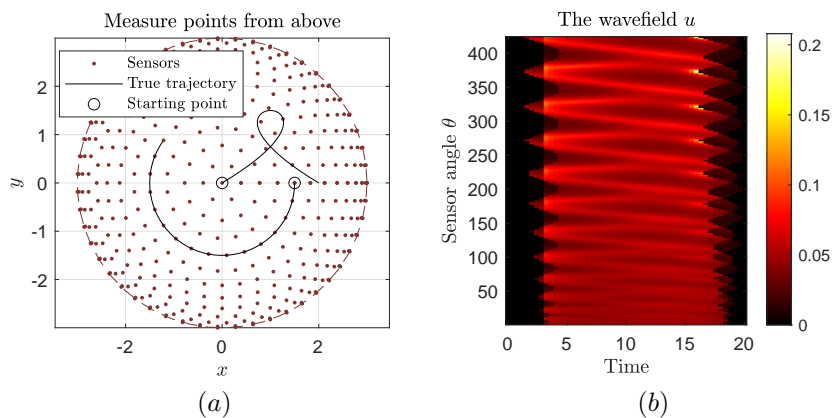 Measure points from above
Sensors
True trajectory
Starting point
2
1
0
-1
-2
y
-2
0
2
x
(a)
The wavefield u
400
350
300
250
200
150
100
50
Sensor angle θ
0
5
10
15
20
Time
0.2
0.15
0.1
0.05
0
(b)